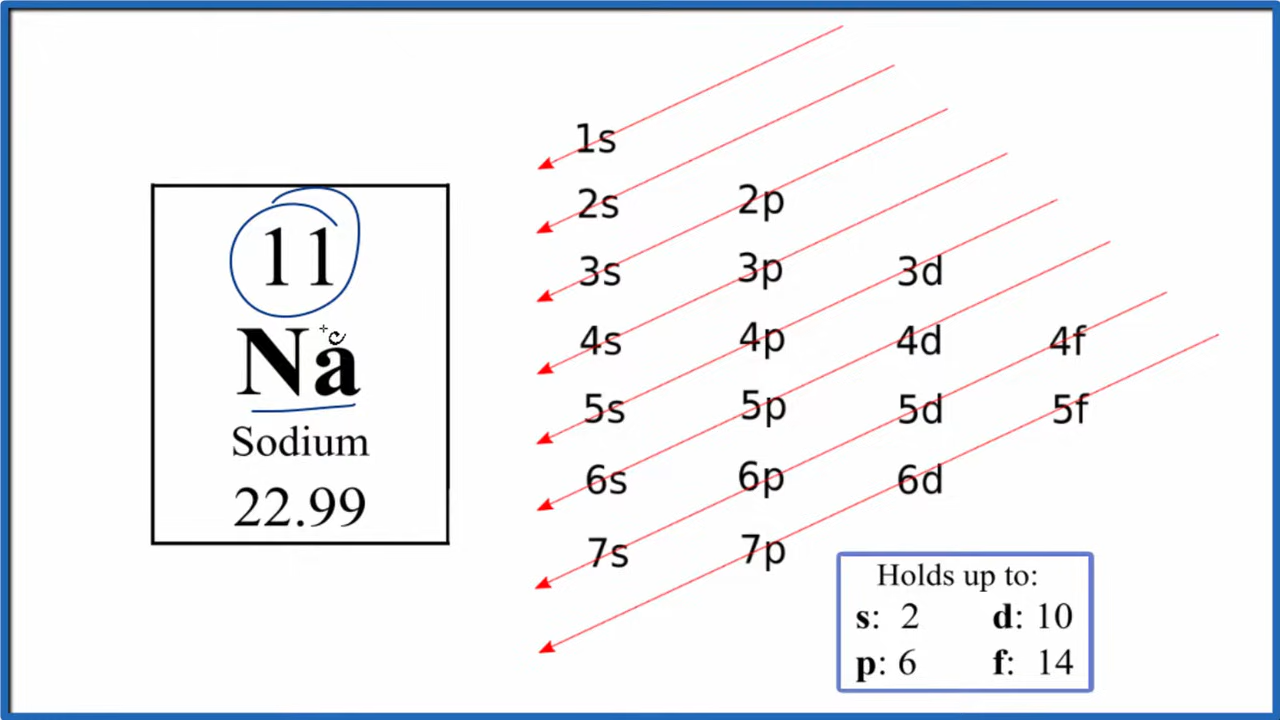 11
Na
Sodium
22.99
1s
2s 2p
3s 3p 3d
4s 4p 4d 4f
5s 5p 5d 5f
6s 6p 6d
7s 7p
Holds up to:
s: 2 d: 10
p: 6 f: 14